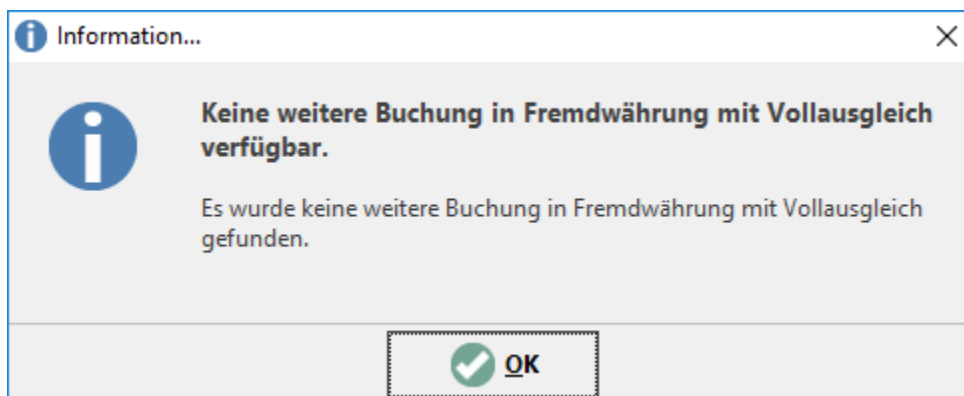 Information...
Keine weitere Buchung in Fremdwährung mit Vollausgleich
verfügbar.
Es wurde keine weitere Buchung in Fremdwährung mit Vollausgleich
gefunden.
OK